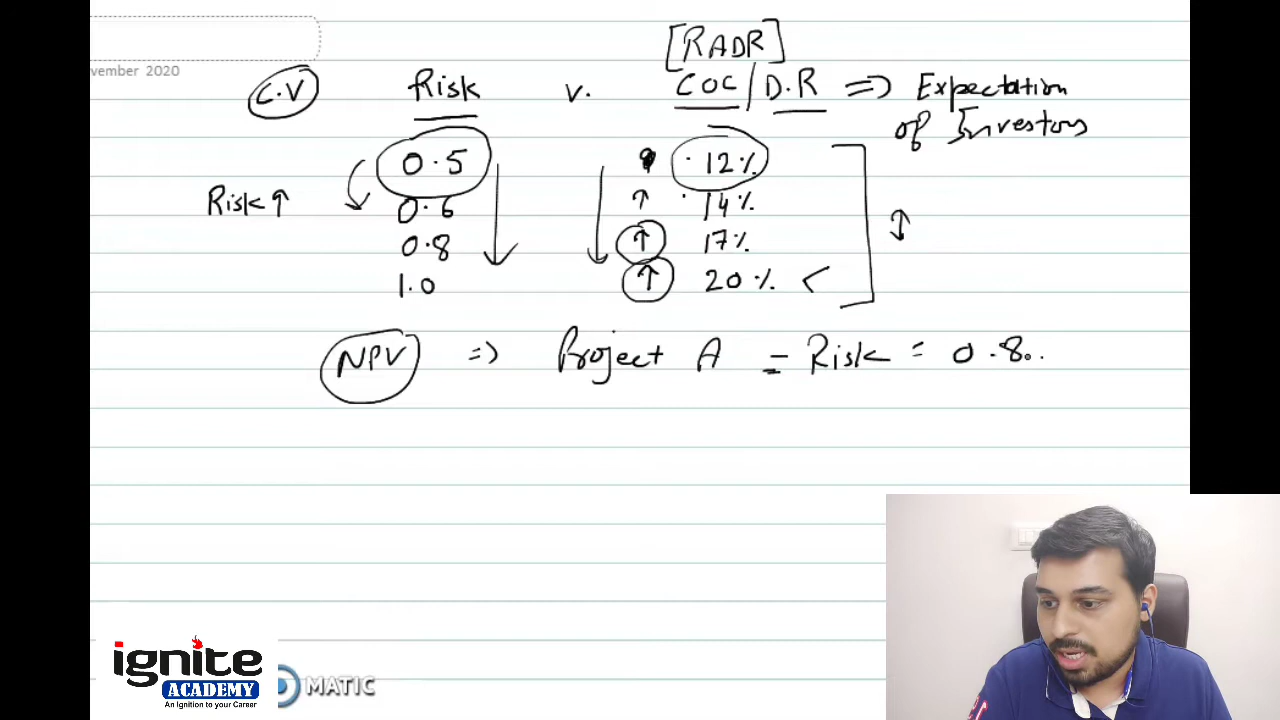 [RADR]
vember 2020
C.V Risk v. COC/D.R => Expectation
of Investors
0.5 12%
Risk↑ 0.6 ↑ 14%
0.8 ↑ 17%
1.0 ↑ 20%
NPV => Project A - Risk = 0.8..
ignite
ACADEMY
An Ignition to your Career
MATIC